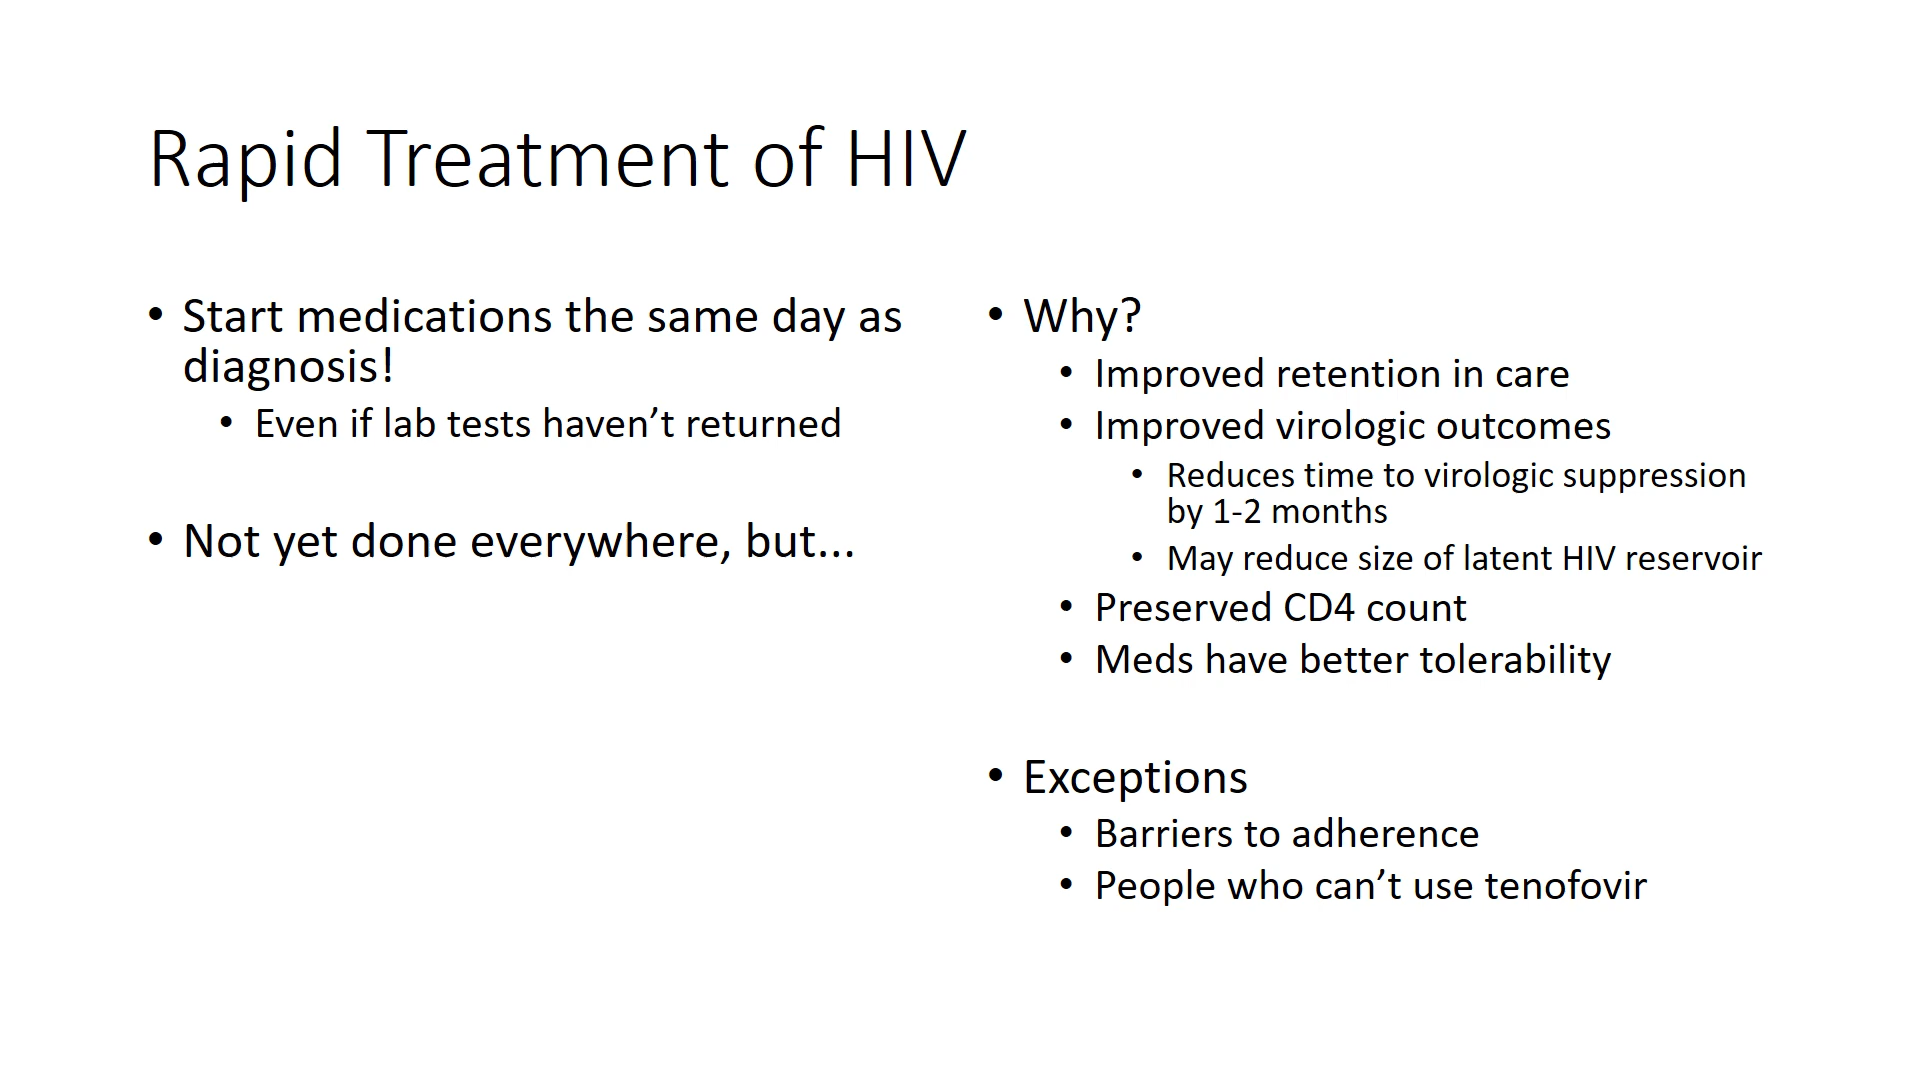 Rapid Treatment of HIV
• Start medications the same day as
diagnosis!
• Even if lab tests haven’t returned
• Not yet done everywhere, but...
• Why?
• Improved retention in care
• Improved virologic outcomes
• Reduces time to virologic suppression
by 1-2 months
• May reduce size of latent HIV reservoir
• Preserved CD4 count
• Meds have better tolerability
• Exceptions
• Barriers to adherence
• People who can’t use tenofovir